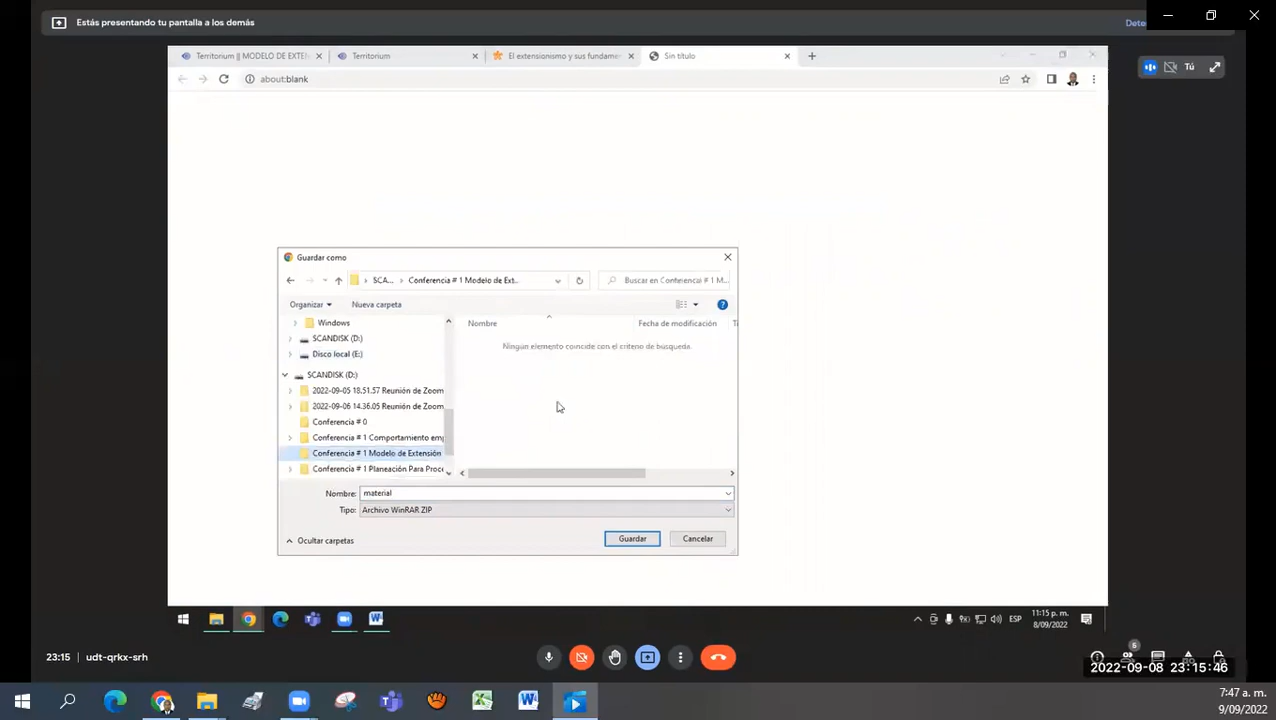 Estás presentando tu pantalla a los demás
Dete
Territorium || MODELO DE EXTEN
Territorium
El extensionismo y sus fundame
Sin título
about:blank
Tú
Guardar como
SCA... > Conferencia # 1 Modelo de Ext...
Buscar en Conferencia # 1 M...
Organizar
Nueva carpeta
Windows
Nombre
Fecha de modificación
Ti
SCANDISK (D:)
Ningún elemento coincide con el criterio de búsqueda.
Disco local (E:)
SCANDISK (D:)
2022-09-05 18.51.57 Reunión de Zoom
2022-09-06 14.36.05 Reunión de Zoom
Conferencia # 0
Conferencia # 1 Comportamiento emp
Conferencia # 1 Modelo de Extensión
Conferencia # 1 Planeación Para Proce
Nombre: material
Tipo: Archivo WinRAR ZIP
Ocultar carpetas
Guardar
Cancelar
ESP
11:15 p. m.
8/09/2022
23:15
udt-qrkx-srh
6
2022-09-08 23:15:46
7:47 a. m.
9/09/2022